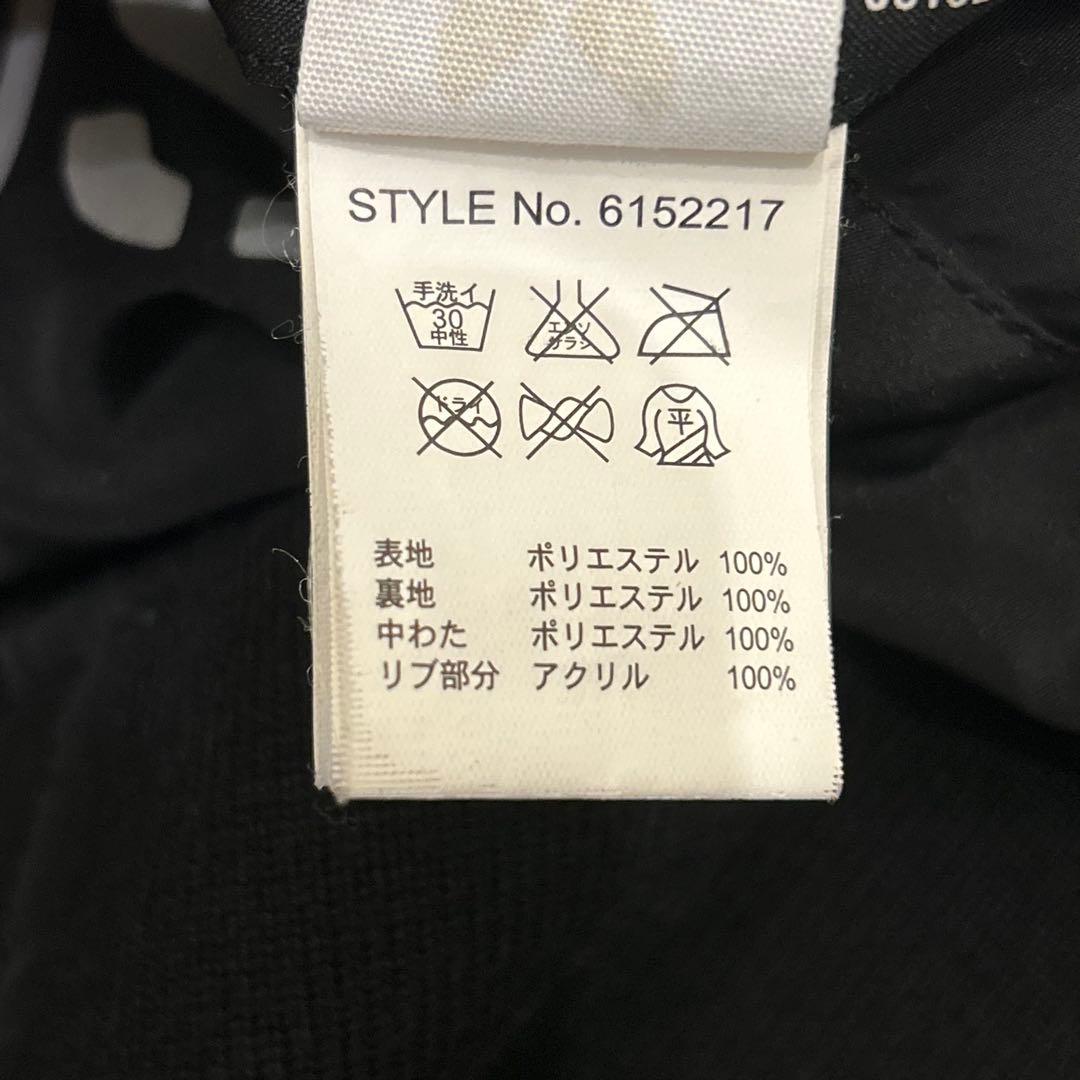 STYLE No. 6152217
手洗イ
30
中性
エンソ
サラシ
ドライ
平
表地 ポリエステル 100%
裏地 ポリエステル 100%
中わた ポリエステル 100%
リブ部分 アクリル 100%